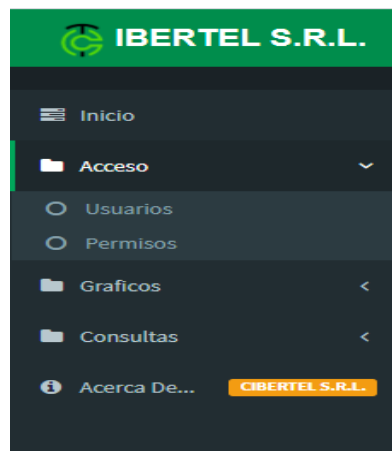 IBERTEL S.R.L.
Inicio
Acceso
Usuarios
Permisos
Graficos
Consultas
Acerca De... CIBERTEL S.R.L.